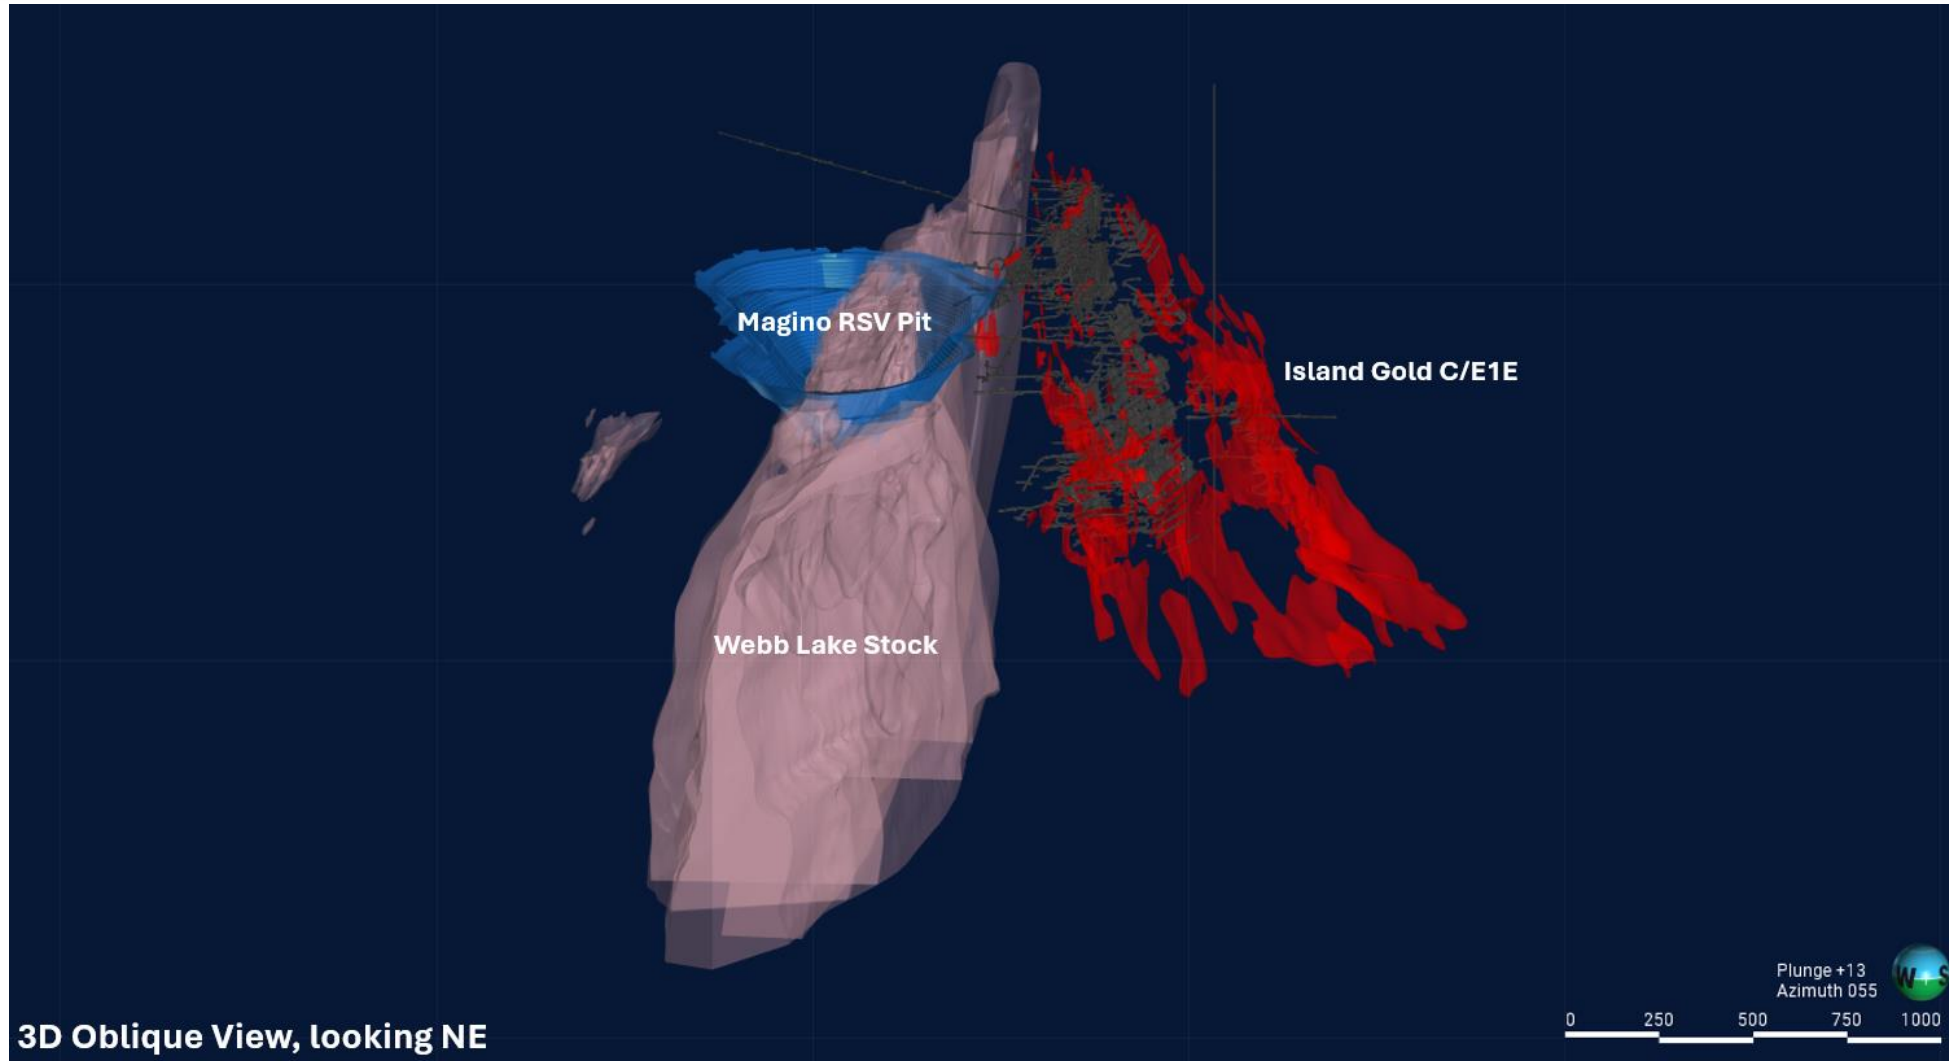 Magino RSV Pit
Island Gold C/E1E
Webb Lake Stock
Plunge +13
Azimuth 055
W S
0 250 500 750 1000
3D Oblique View, looking NE